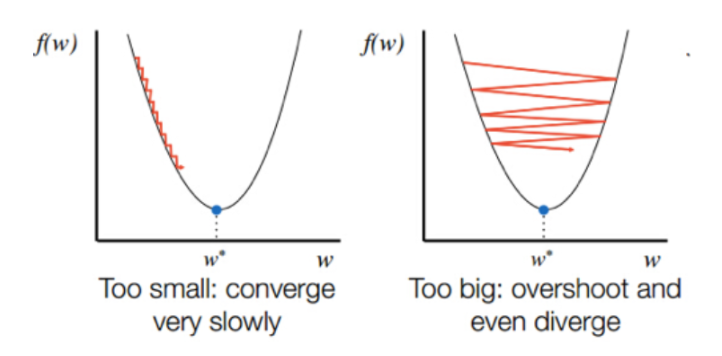 f(w)
w*
w
Too small: converge
very slowly
f(w)
w*
w
Too big: overshoot and
even diverge